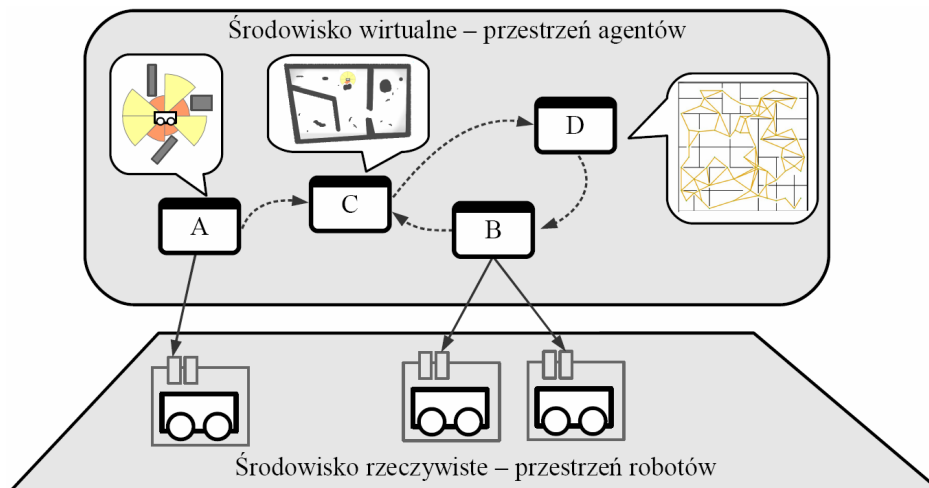 Środowisko wirtualne – przestrzeń agentów
D
C
A
B
Środowisko rzeczywiste – przestrzeń robotów